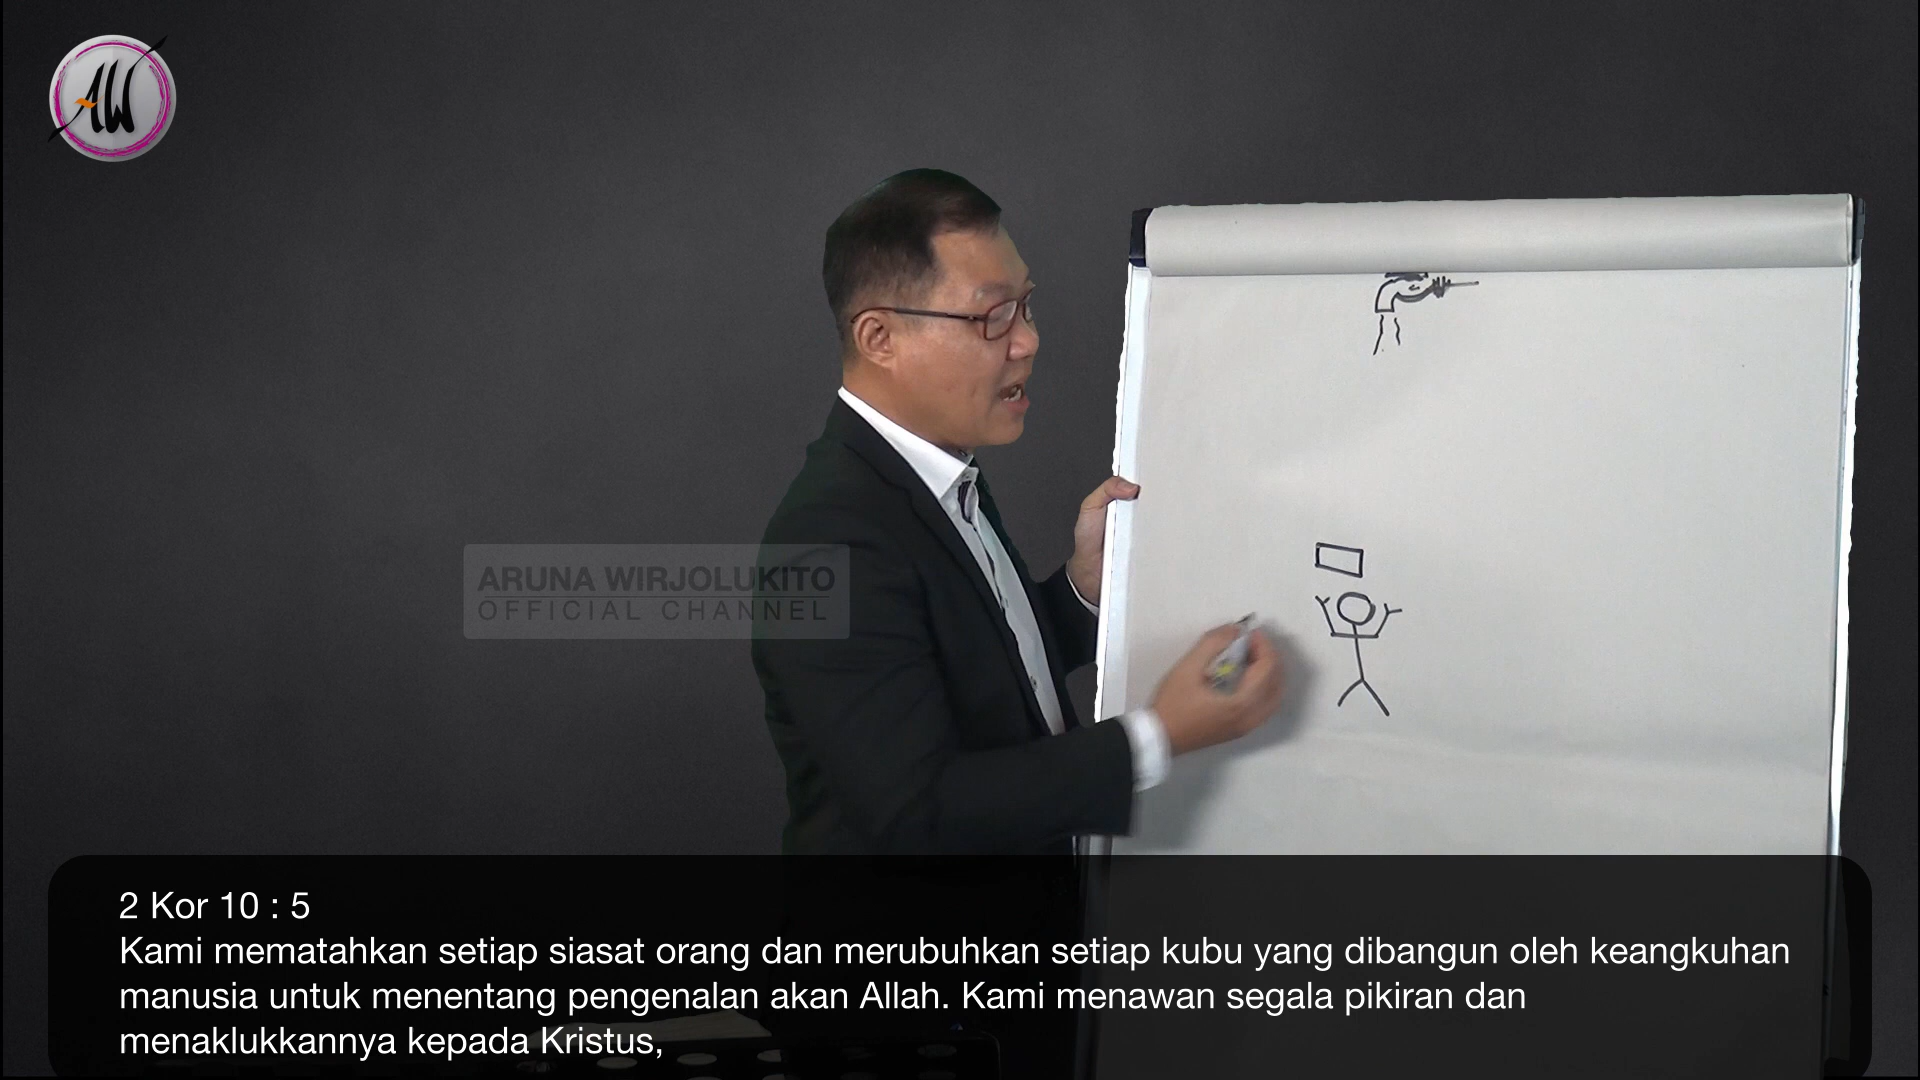 AW
ARUNA WIRJOLUKITO
OFFICIAL CHANNEL
2 Kor 10 : 5
Kami mematahkan setiap siasat orang dan merubuhkan setiap kubu yang dibangun oleh keangkuhan
manusia untuk menentang pengenalan akan Allah. Kami menawan segala pikiran dan
menaklukkannya kepada Kristus,